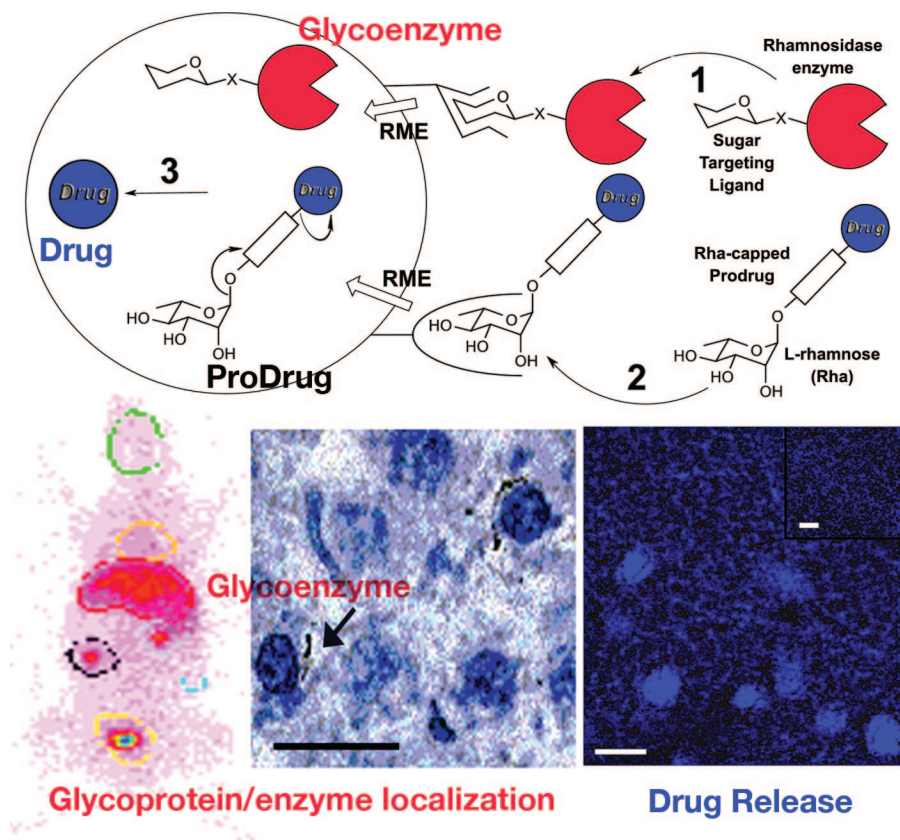 Glycoenzyme
Rhamnosidase
enzyme
1
O
X
O
X
O
X
RME
Sugar
Targeting
Ligand
3
Drug
Drug
Drug
Drug
Drug
Rha-capped
Prodrug
RME
O
O
O
O
O
O
HO
HO
OH
HO
HO
OH
HO
HO
OH
L-rhamnose
(Rha)
ProDrug
2
Glycoenzyme
Glycoprotein/enzyme localization
Drug Release